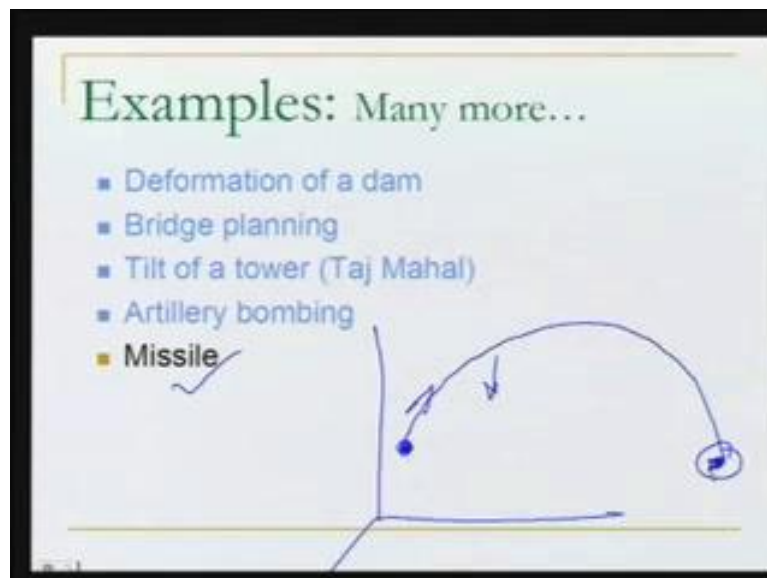 Examples: Many more...
Deformation of a dam
Bridge planning
Tilt of a tower (Taj Mahal)
Artillery bombing
Missile